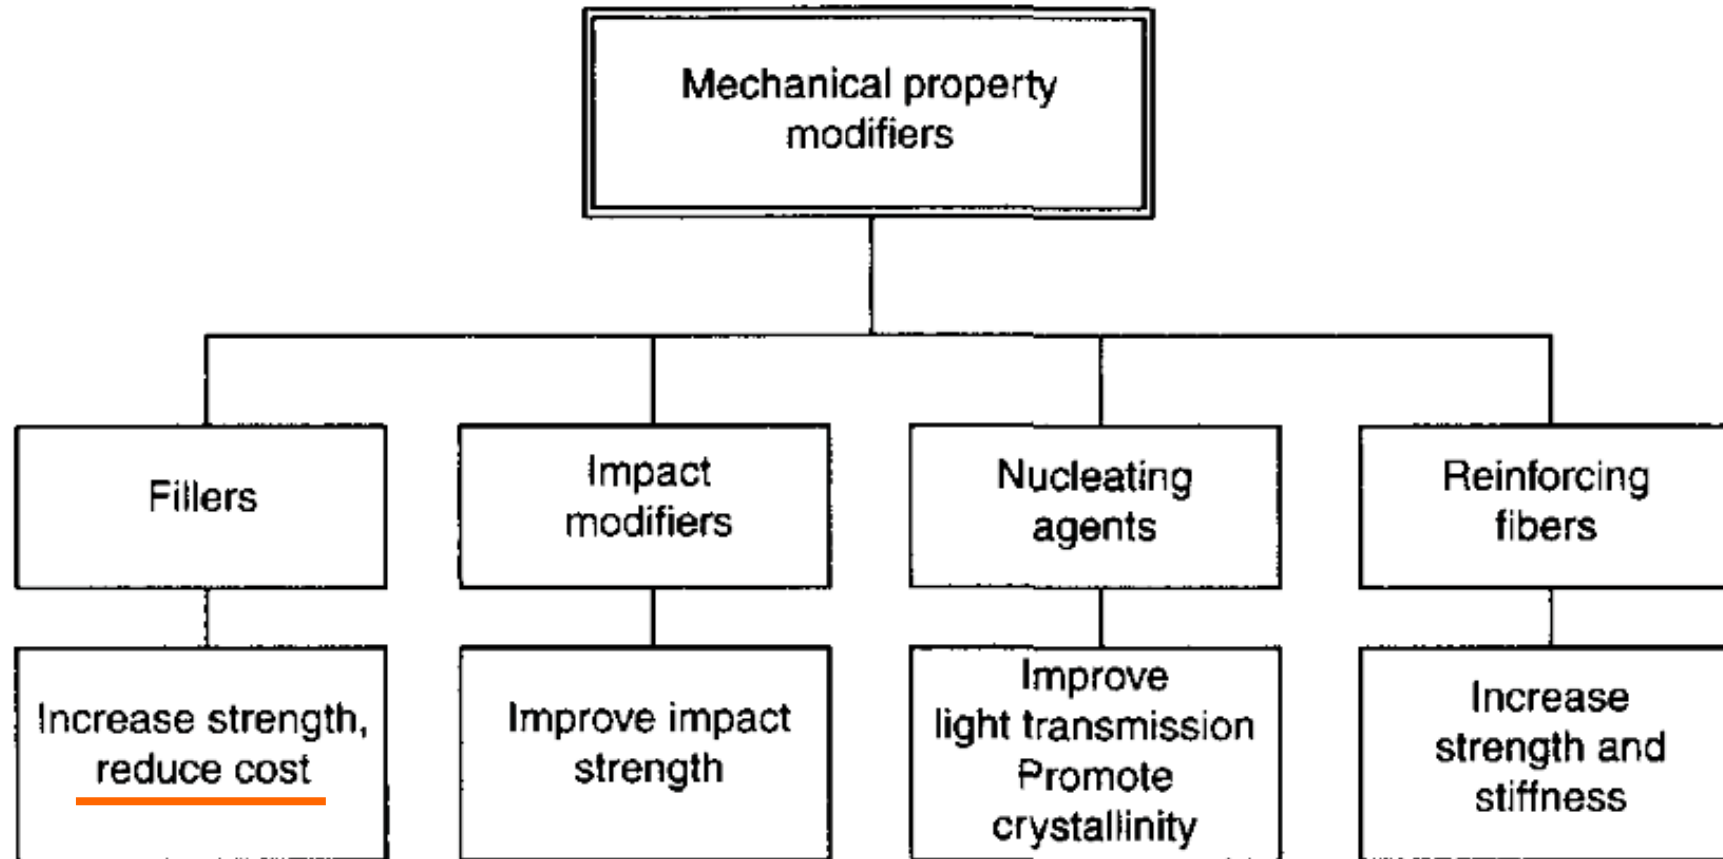 Mechanical property
modifiers
Fillers
Impact
modifiers
Nucleating
agents
Reinforcing
fibers
Increase strength,
reduce cost
Improve impact
strength
Improve
light transmission
Promote
crystallinity
Increase
strength and
stiffness